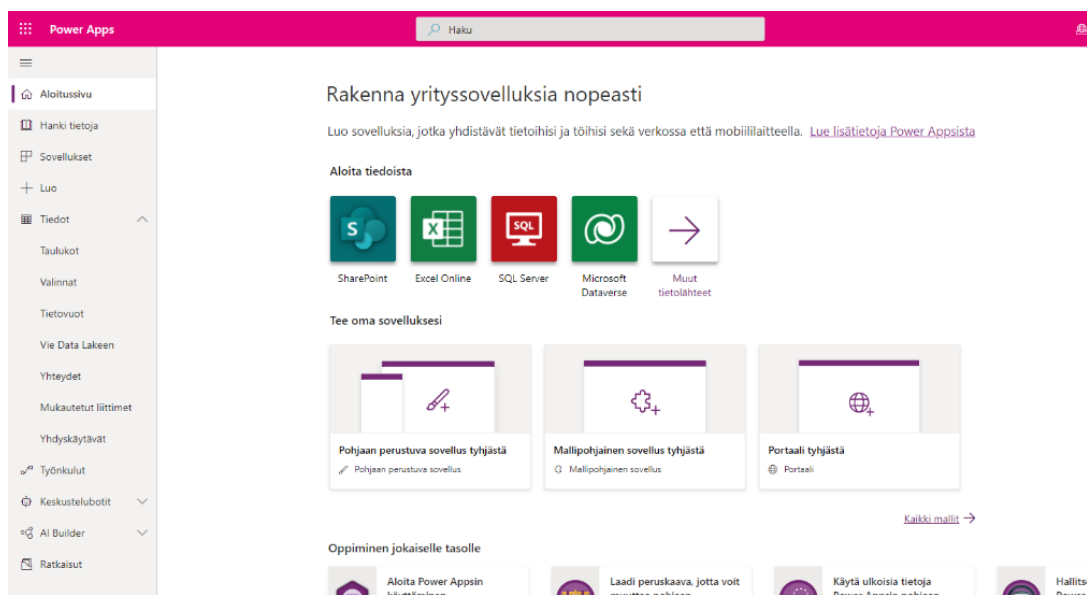 Power Apps
Haku
Aloitussivu
Hanki tietoja
Sovellukset
Luo
Tiedot
Taulukot
Valinnat
Tietovuot
Vie Data Lakeen
Yhteydet
Mukautetut liittimet
Yhdyskäytävät
Työnkulut
Keskustelubotit
AI Builder
Ratkaisut
Rakenna yrityssovelluksia nopeasti
Luo sovelluksia, jotka yhdistävät tietoihisi ja töihisi sekä verkossa että mobiililaitteella. Lue lisätietoja Power Appsista
Aloita tiedoista
S
X
SQL
SharePoint
Excel Online
SQL Server
Microsoft
Dataverse
Muut
tietolähteet
Tee oma sovelluksesi
Pohjaan perustuva sovellus tyhjästä
Pohjaan perustuva sovellus
Mallipohjainen sovellus tyhjästä
Mallipohjainen sovellus
Portaali tyhjästä
Portaali
Kaikki mallit
Oppiminen jokaiselle tasolle
Aloita Power Appsin
Laadi peruskaava, jotta voit
Käytä ulkoisia tietoja